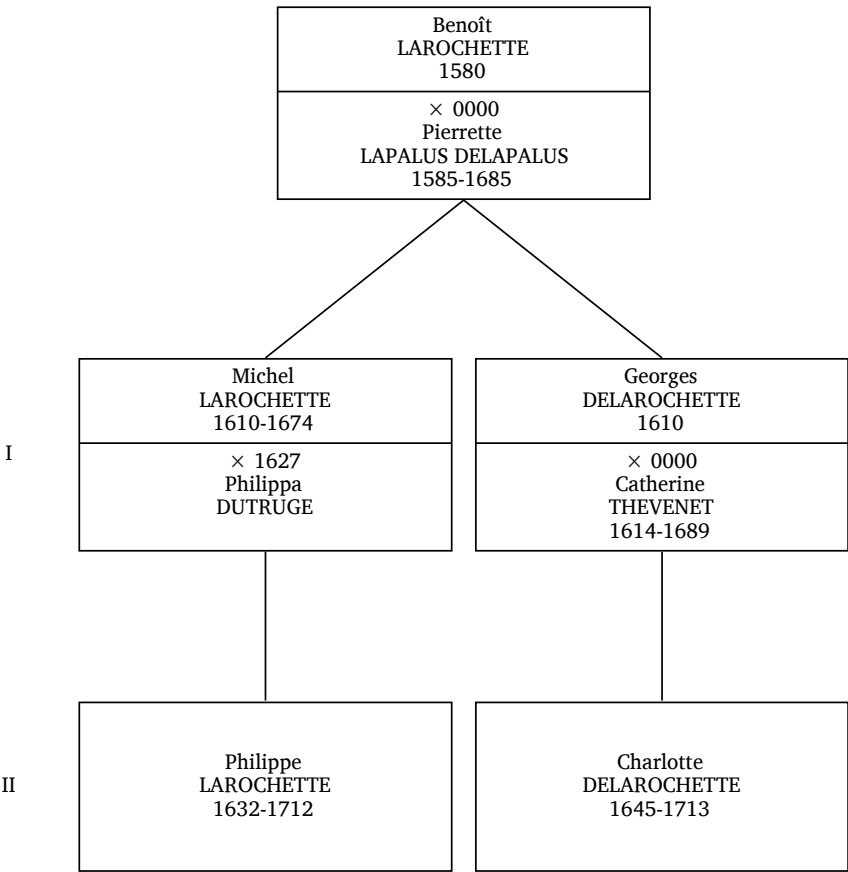 Benoît
LAROCHETTE
1580
× 0000
Pierrette
LAPALUS DELAPALUS
1585-1685
I
Michel
LAROCHETTE
1610-1674
× 1627
Philippa
DUTRUGE
Georges
DELAROCHETTE
1610
× 0000
Catherine
THEVENET
1614-1689
II
Philippe
LAROCHETTE
1632-1712
Charlotte
DELAROCHETTE
1645-1713